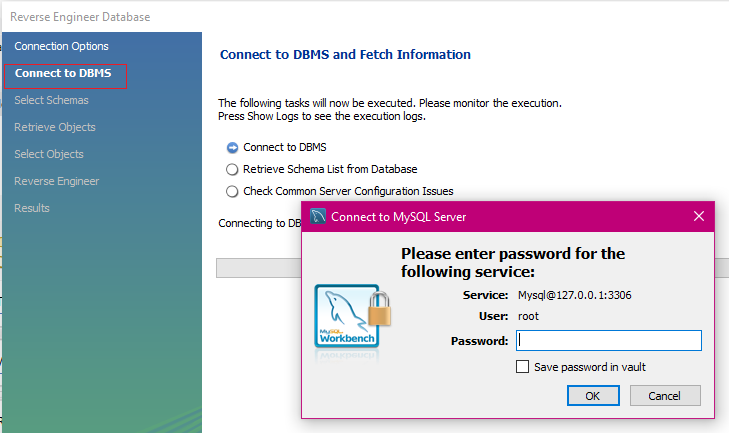 Reverse Engineer Database
Connection Options
Connect to DBMS
Select Schemas
Retrieve Objects
Select Objects
Reverse Engineer
Results
Connect to DBMS and Fetch Information
The following tasks will now be executed. Please monitor the execution.
Press Show Logs to see the execution logs.
Connect to DBMS
Retrieve Schema List from Database
Check Common Server Configuration Issues
Connecting to DB
Connect to MySQL Server
Please enter password for the
following service:
Service: Mysql@127.0.0.1:3306
User: root
Password:
Save password in vault
OK Cancel
MySQL
Workbench